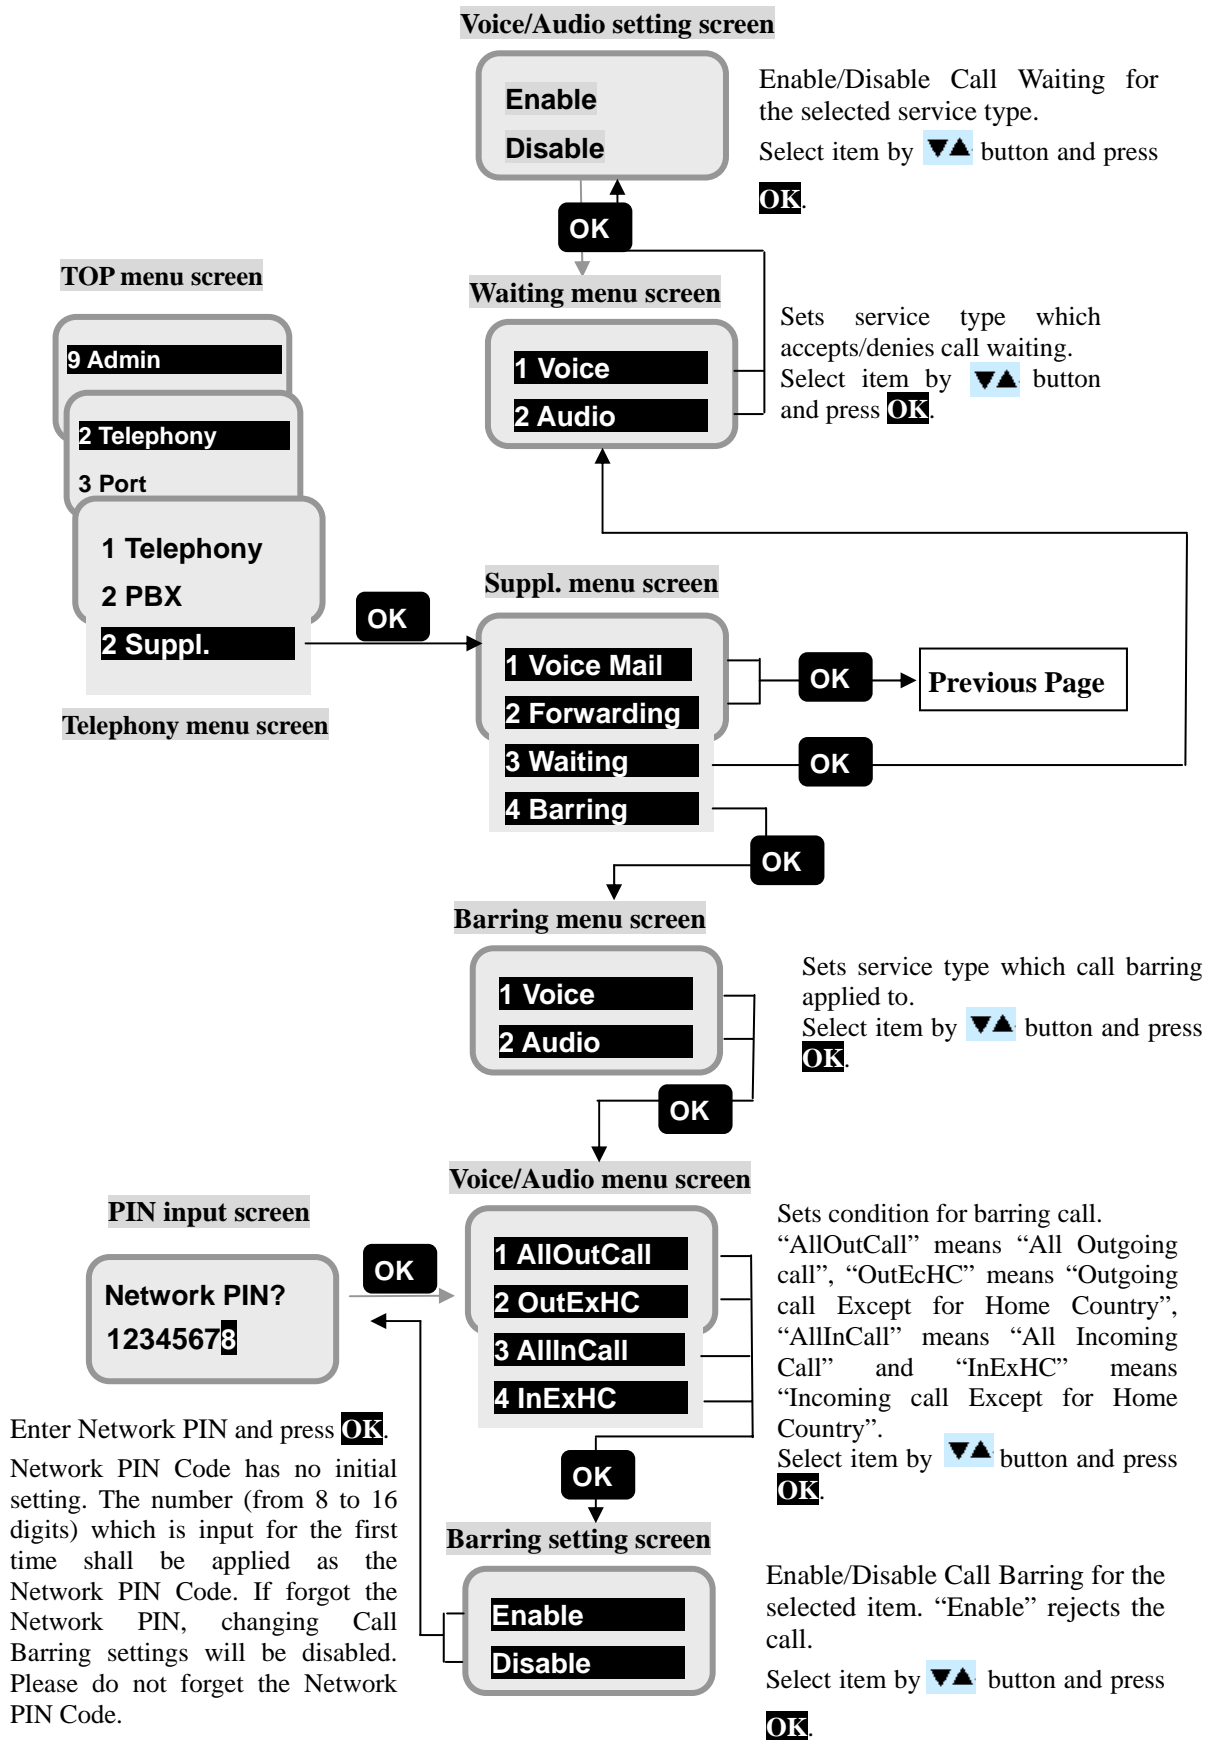 Voice/Audio setting screen
Enable
Disable
Enable/Disable Call Waiting for
the selected service type.
Select item by ▼▲ button and press
OK.
OK
TOP menu screen
9 Admin
2 Telephony
3 Port
1 Telephony
2 PBX
2 Suppl.
Telephony menu screen
OK
Waiting menu screen
1 Voice
2 Audio
Sets service type which
accepts/denies call waiting.
Select item by ▼▲ button
and press OK.
Suppl. menu screen
1 Voice Mail
2 Forwarding
3 Waiting
4 Barring
OK
Previous Page
OK
OK
Barring menu screen
1 Voice
2 Audio
Sets service type which call barring
applied to.
Select item by ▼▲ button and press
OK.
OK
Voice/Audio menu screen
1 AllOutCall
2 OutExHC
3 AllInCall
4 InExHC
Sets condition for barring call.
“AllOutCall” means “All Outgoing
call”, “OutEcHC” means “Outgoing
call Except for Home Country”,
“AllInCall” means “All Incoming
Call” and “InExHC” means
“Incoming call Except for Home
Country”.
Select item by ▼▲ button and press
OK.
PIN input screen
Network PIN?
12345678
OK
Enter Network PIN and press OK.
Network PIN Code has no initial
setting. The number (from 8 to 16
digits) which is input for the first
time shall be applied as the
Network PIN Code. If forgot the
Network PIN, changing Call
Barring settings will be disabled.
Please do not forget the Network
PIN Code.
OK
Barring setting screen
Enable
Disable
Enable/Disable Call Barring for the
selected item. “Enable” rejects the
call.
Select item by ▼▲ button and press
OK.